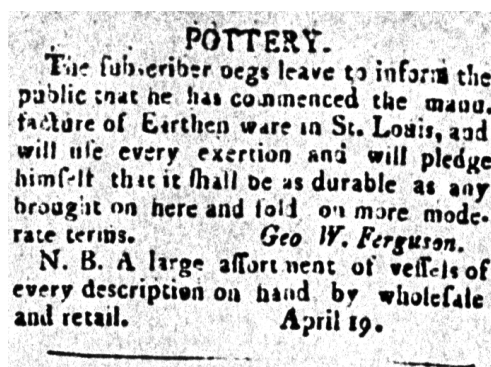 POTTERY.
The ſubſcriber begs leave to inform the
public that he has commenced the manu-
facture of Earthen ware in St. Louis, and
will uſe every exertion and will pledge
himſelf that it ſhall be as durable as any
brought on here and ſold on more mode-
rate terms. Geo W. Ferguson.
N. B. A large aſſortment of veſſels of
every description on hand by wholeſale
and retail. April 19.